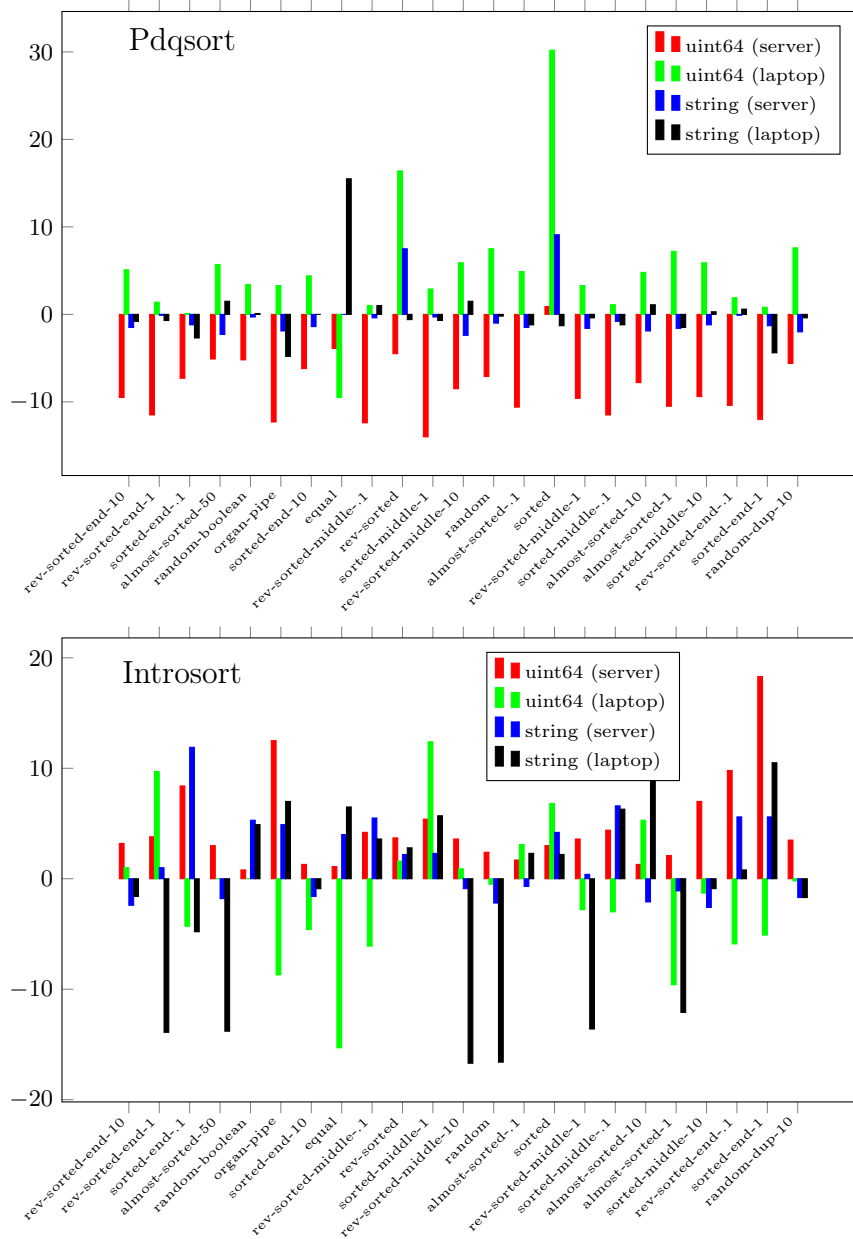 Pdqsort
uint64 (server)
uint64 (laptop)
string (server)
string (laptop)
30
20
10
0
−10
rev-sorted-end-10
rev-sorted-end-1
sorted-end-.1
almost-sorted-50
random-boolean
organ-pipe
sorted-end-10
equal
rev-sorted-middle-.1
rev-sorted
sorted-middle-1
rev-sorted-middle-10
random
almost-sorted-.1
sorted
rev-sorted-middle-1
sorted-middle-.1
almost-sorted-10
almost-sorted-1
sorted-middle-10
rev-sorted-end-.1
sorted-end-1
random-dup-10
Introsort
uint64 (server)
uint64 (laptop)
string (server)
string (laptop)
20
10
0
−10
−20
rev-sorted-end-10
rev-sorted-end-1
sorted-end-.1
almost-sorted-50
random-boolean
organ-pipe
sorted-end-10
equal
rev-sorted-middle-.1
rev-sorted
sorted-middle-1
rev-sorted-middle-10
random
almost-sorted-.1
sorted
rev-sorted-middle-1
sorted-middle-.1
almost-sorted-10
almost-sorted-1
sorted-middle-10
rev-sorted-end-.1
sorted-end-1
random-dup-10